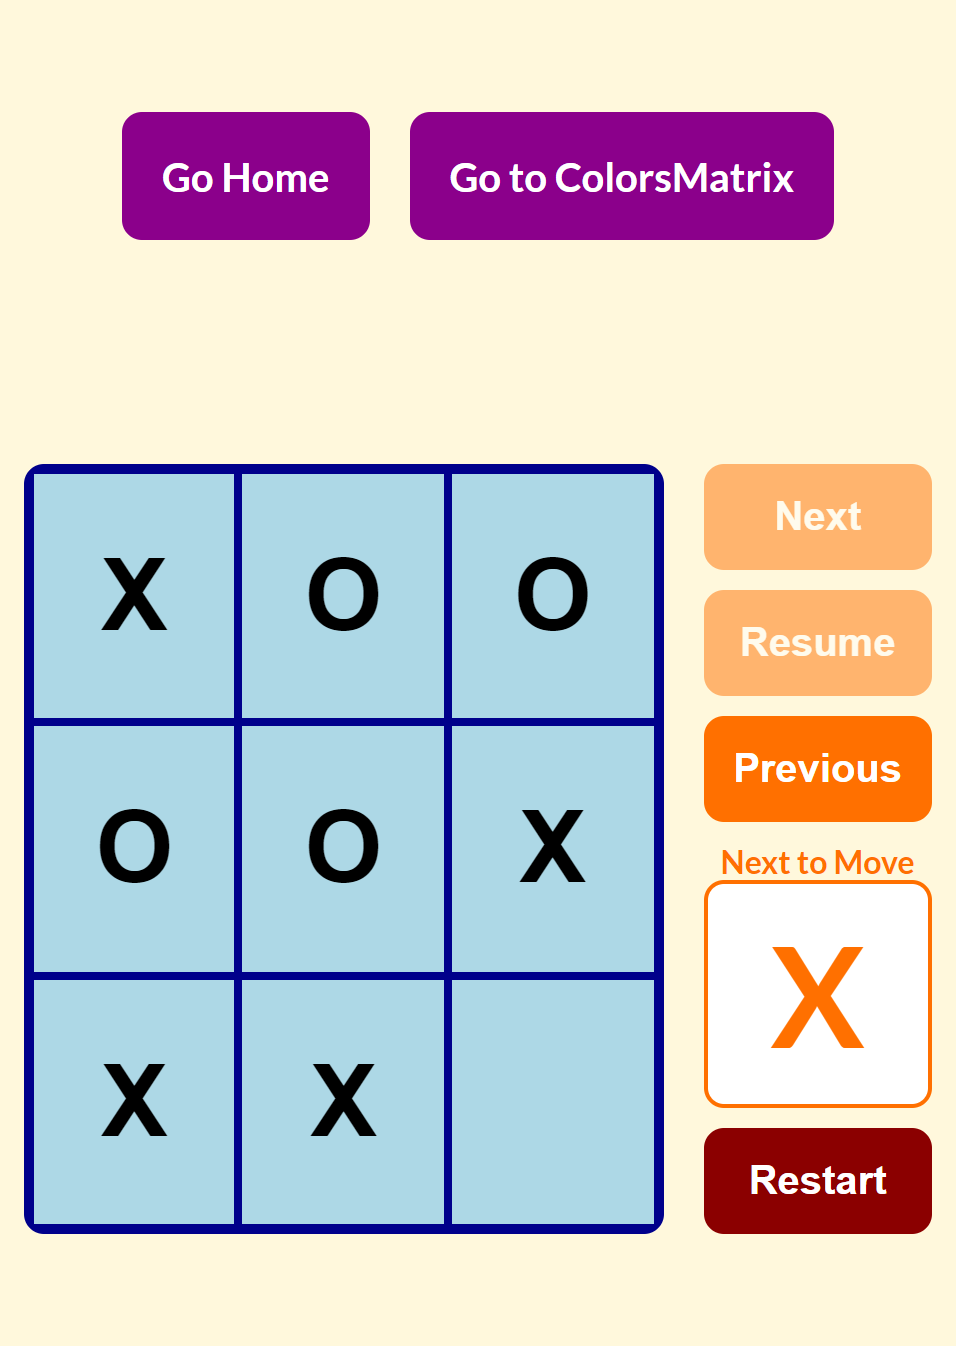 Go Home
Go to ColorsMatrix
X O O
O O X
X X
Next
Resume
Previous
Next to Move
X
Restart